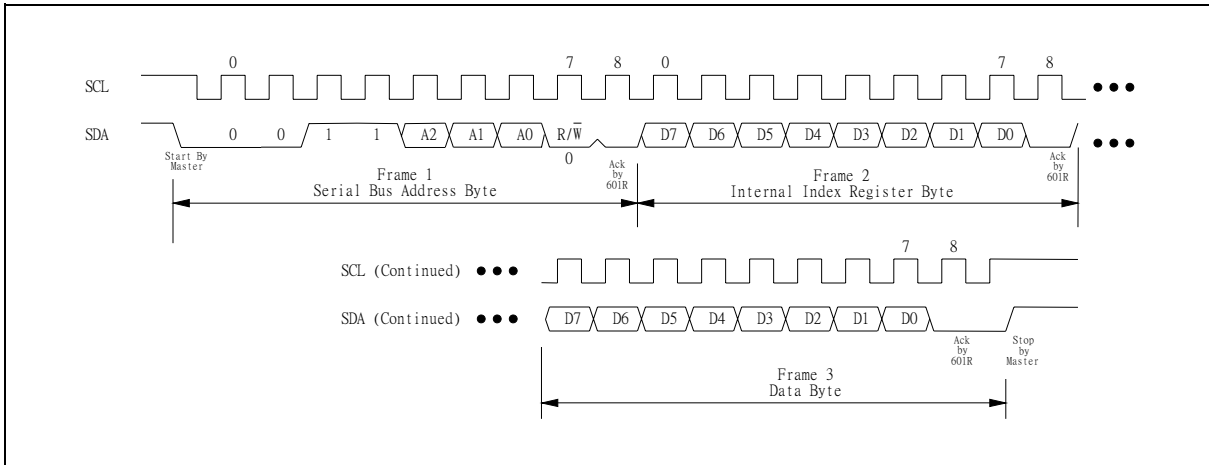 0 7 8 0 7 8
SCL
SDA 0 0 1 1 A2 A1 A0 R/W̅ D7 D6 D5 D4 D3 D2 D1 D0
0
Start By
Master
Ack
by
601R
Ack
by
601R
Frame 1
Serial Bus Address Byte
Frame 2
Internal Index Register Byte
7 8
SCL (Continued)
SDA (Continued) D7 D6 D5 D4 D3 D2 D1 D0
Ack
by
601R
Stop
by
Master
Frame 3
Data Byte